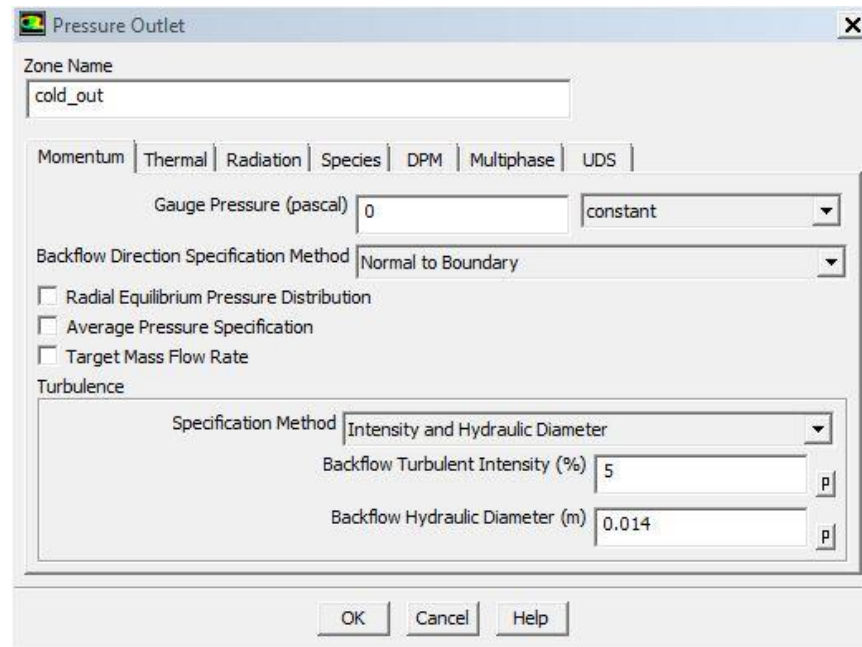 Pressure Outlet
Zone Name
cold_out
Momentum Thermal Radiation Species DPM Multiphase UDS
Gauge Pressure (pascal) 0 constant
Backflow Direction Specification Method Normal to Boundary
Radial Equilibrium Pressure Distribution
Average Pressure Specification
Target Mass Flow Rate
Turbulence
Specification Method Intensity and Hydraulic Diameter
Backflow Turbulent Intensity (%) 5 P
Backflow Hydraulic Diameter (m) 0.014 P
OK Cancel Help